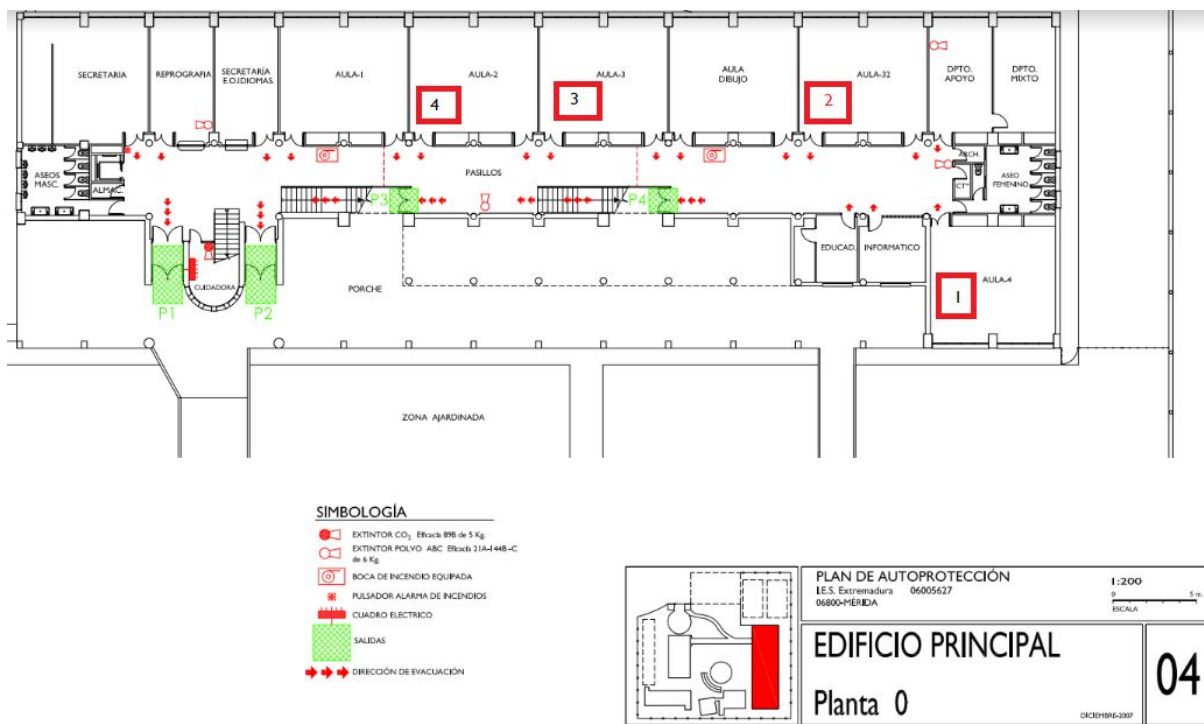 SECRETARIA
REPROGRAFIA
SECRETARÍA
E.O.IDIOMAS.
AULA-1
AULA-2
AULA-3
AULA
DIBUJO
AULA-32
DPTO.
APOYO
DPTO.
MIXTO
4
3
2
ASEOS
MASC.
ALMAC.
PASILLOS
ARCH.
CTº
ASEO
FEMENINO
P3
P4
EDUCAD.
INFORMATICO
CUIDADORA
PORCHE
1
AULA-4
P1
P2
ZONA AJARDINADA
SIMBOLOGÍA
EXTINTOR CO2 Eficacia 89B de 5 Kg.
EXTINTOR POLVO ABC Eficacia 21A-144B-C
de 6 Kg.
BOCA DE INCENDIO EQUIPADA
PULSADOR ALARMA DE INCENDIOS
CUADRO ELECTRICO
SALIDAS
DIRECCIÓN DE EVACUACIÓN
PLAN DE AUTOPROTECCIÓN
I.E.S. Extremadura 06005627
06800-MÉRIDA
1:200
0 5 m.
ESCALA
EDIFICIO PRINCIPAL
Planta 0
DICIEMBRE-2007
04